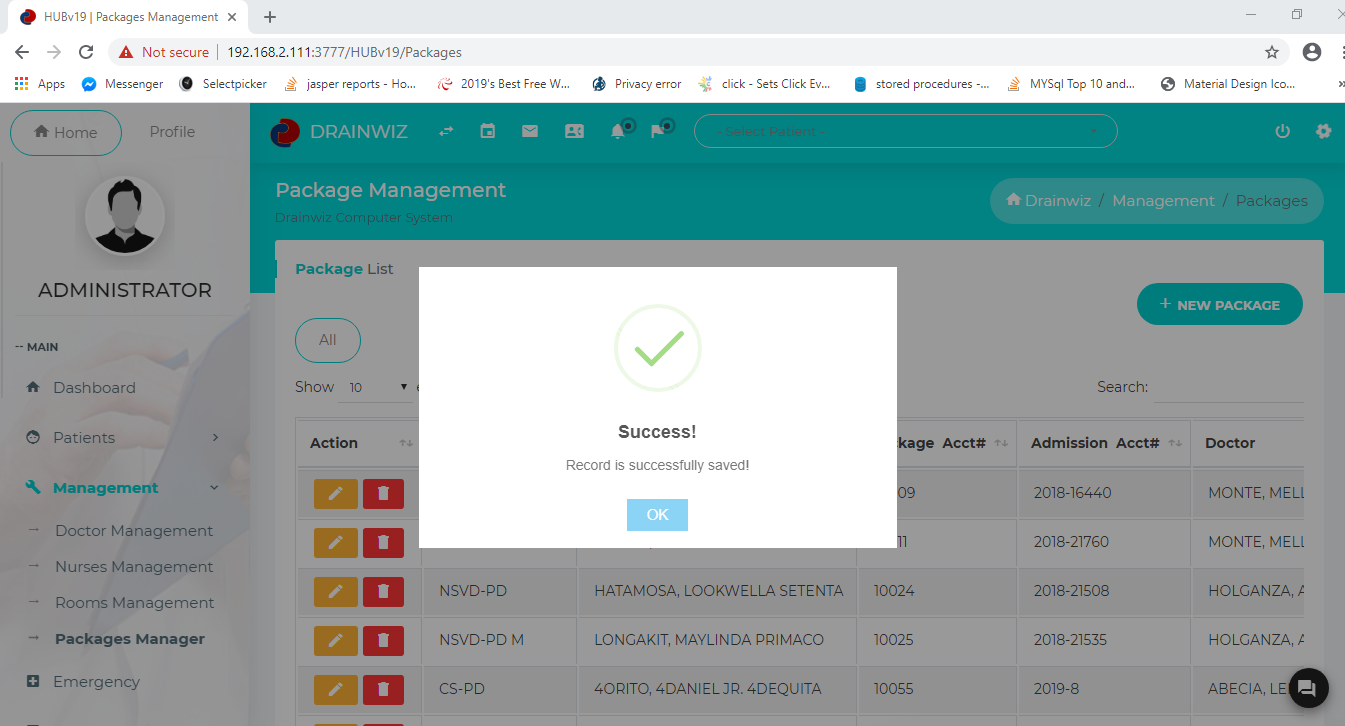 HUBv19 | Packages Management
Not secure | 192.168.2.111:3777/HUBv19/Packages
Apps Messenger Selectpicker jasper reports - Ho... 2019's Best Free W... Privacy error click - Sets Click Ev... stored procedures -... MYSql Top 10 and... Material Design Ico...
Home Profile
DRAINWIZ
- Select Patient -
Package Management
Drainwiz Computer System
Drainwiz / Management / Packages
ADMINISTRATOR
-- MAIN
Dashboard
Patients
Management
Doctor Management
Nurses Management
Rooms Management
Packages Manager
Emergency
Package List
+ NEW PACKAGE
All
Show 10
Search:
Success!
Record is successfully saved!
OK
Action kage Acct# Admission Acct# Doctor
09 2018-16440 MONTE, MELL
11 2018-21760 MONTE, MELL
NSVD-PD HATAMOSA, LOOKWELLA SETENTA 10024 2018-21508 HOLGANZA, A
NSVD-PD M LONGAKIT, MAYLINDA PRIMACO 10025 2018-21535 HOLGANZA, A
CS-PD 4ORITO, 4DANIEL JR. 4DEQUITA 10055 2019-8 ABECIA, LE